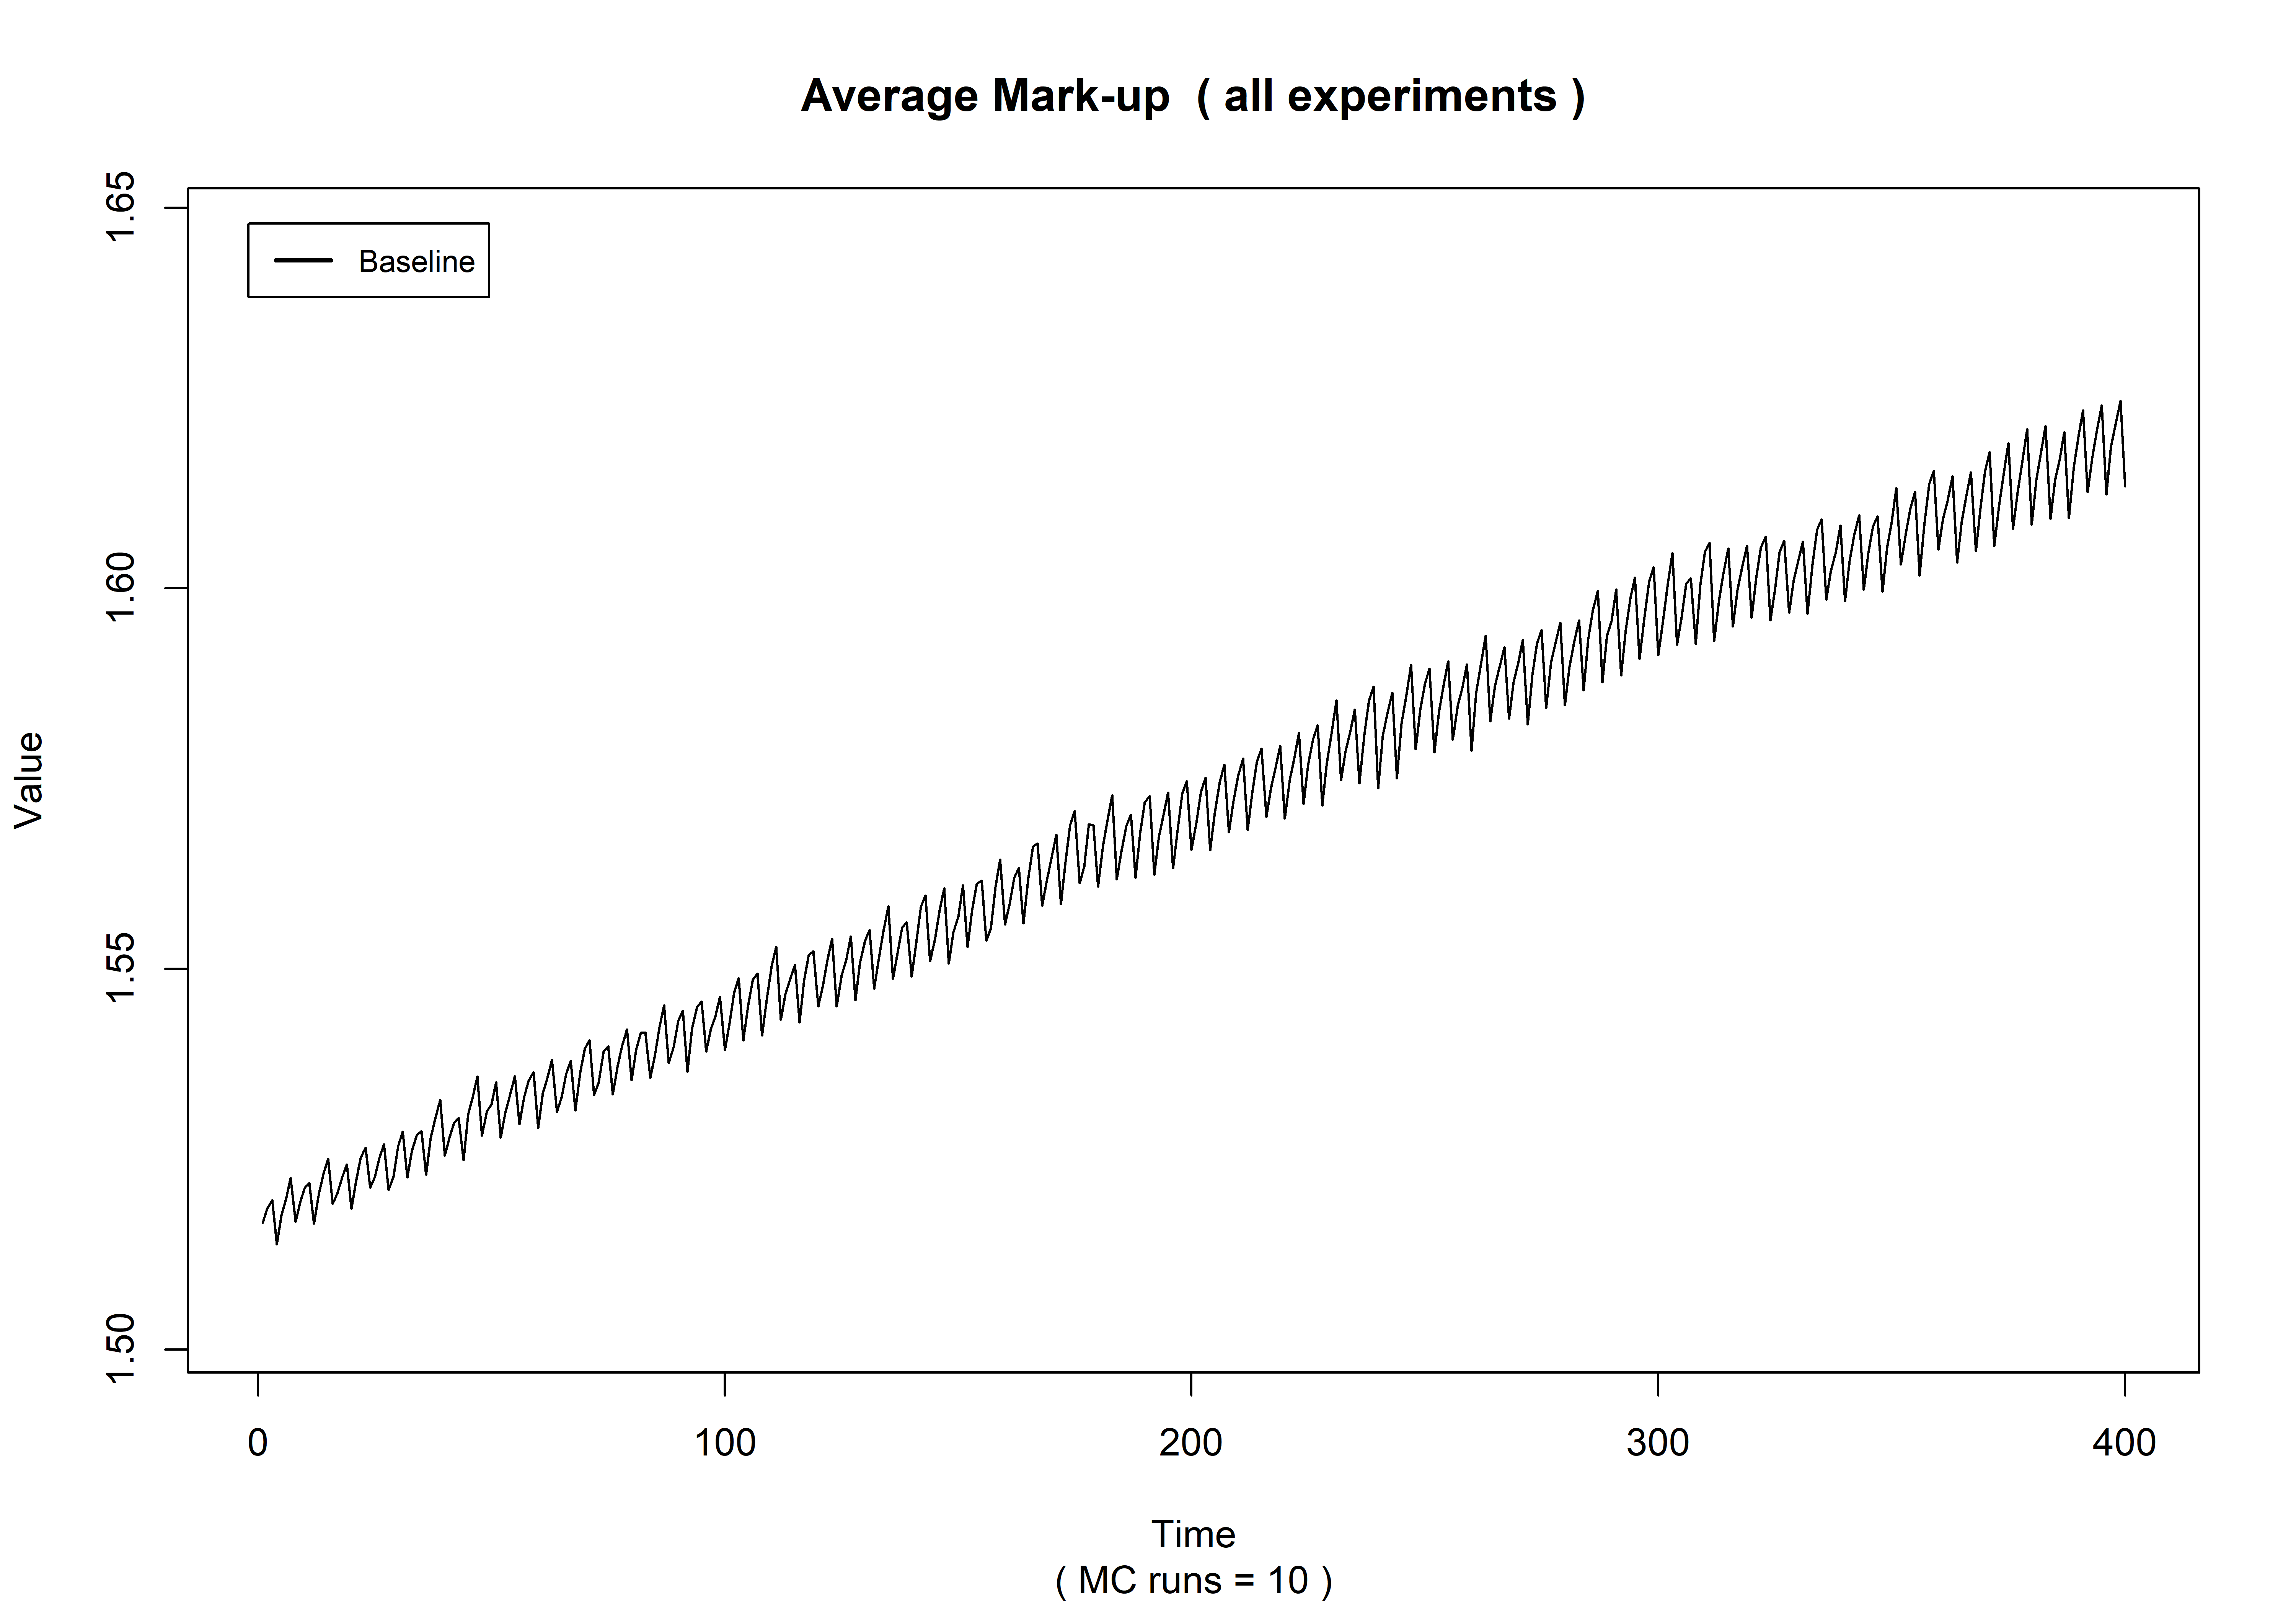 Average Mark-up ( all experiments )
1.65
Baseline
1.60
Value
1.55
1.50
0 100 200 300 400
Time
( MC runs = 10 )